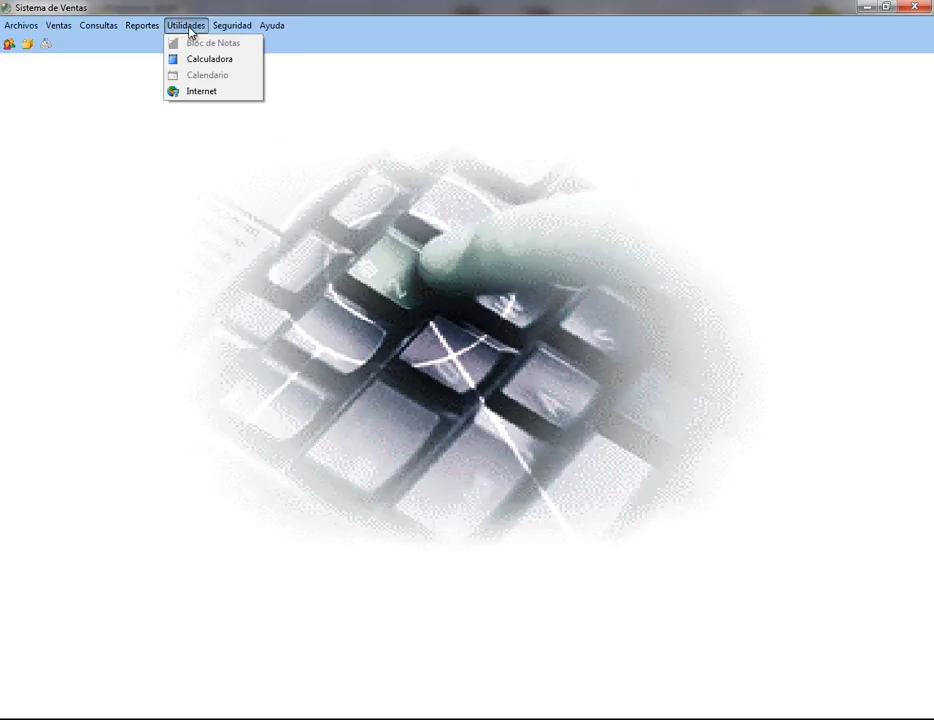 Sistema de Ventas
Archivos Ventas Consultas Reportes Utilidades Seguridad Ayuda
Bloc de Notas
Calculadora
Calendario
Internet